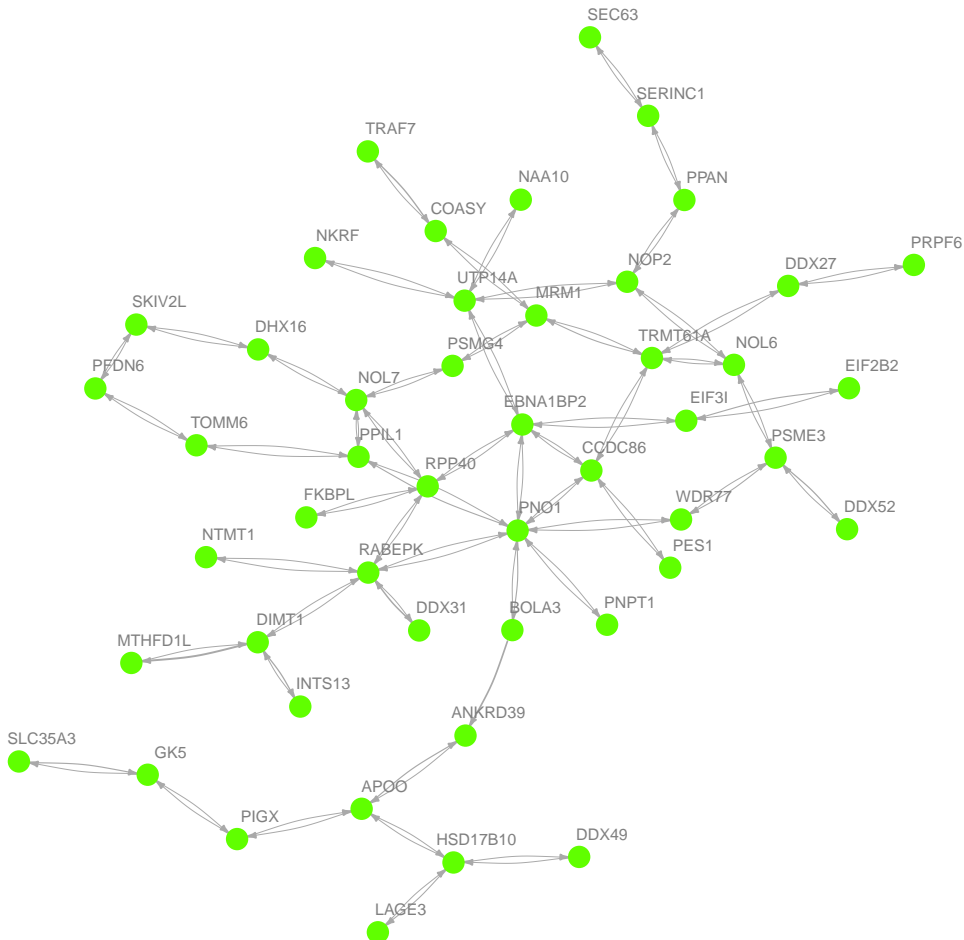 SEC63
SERINC1
TRAF7
NAA10
PPAN
COASY
NKRF
PRPF6
NOP2
DDX27
UTP14A
MRM1
SKIV2L
DHX16
TRMT61A
PSMG4
NOL6
PFDN6
EIF2B2
NOL7
EBNA1BP2
EIF3I
TOMM6
PPIL1
CCDC86
PSME3
RPP40
FKBPL
PNO1
WDR77
DDX52
NTMT1
RABEPK
PES1
DDX31
BOLA3
PNPT1
DIMT1
MTHFD1L
INTS13
ANKRD39
SLC35A3
GK5
APOO
PIGX
HSD17B10
DDX49
LAGE3